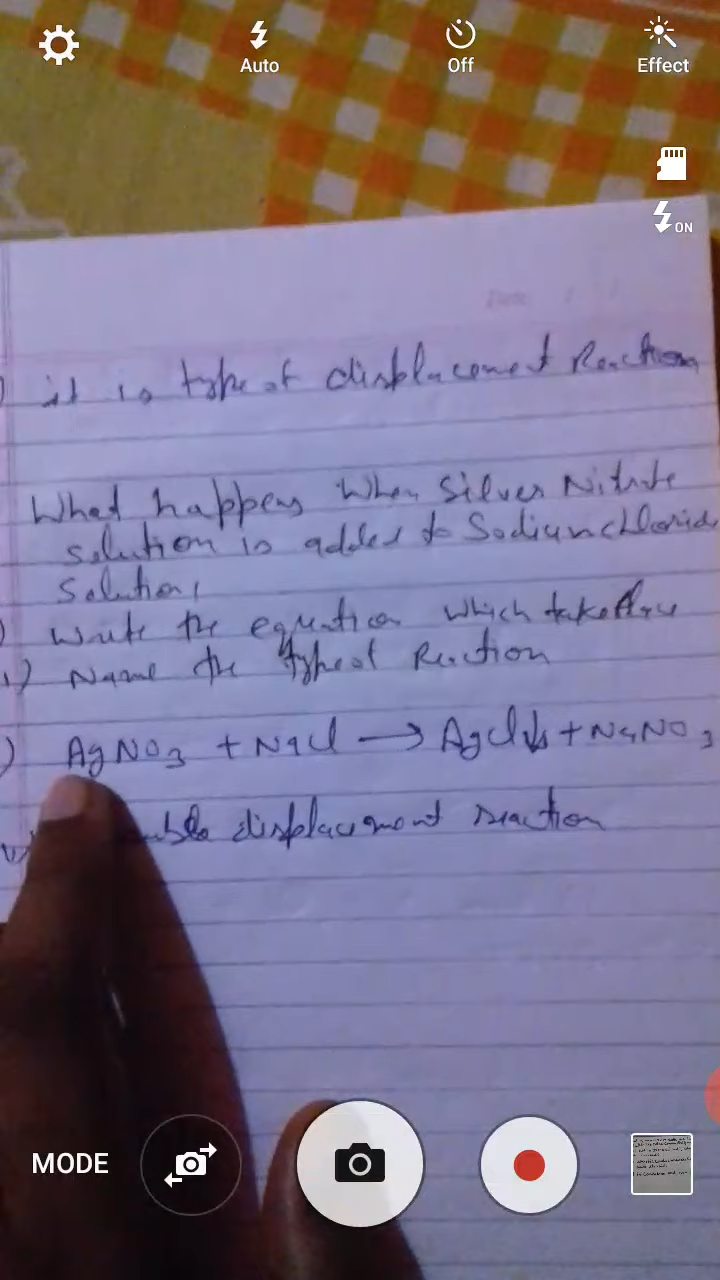 Auto
Off
Effect
ON
Date / /
) it is type of displacement Reaction
What happens when Silver Nitrate
solution is added to Sodium chloride
Solution,
) Write the equation which take place
i) Name the type of Reaction
) AgNO3 + NaCl → AgCl↓ + NaNO3
displacement reaction
MODE